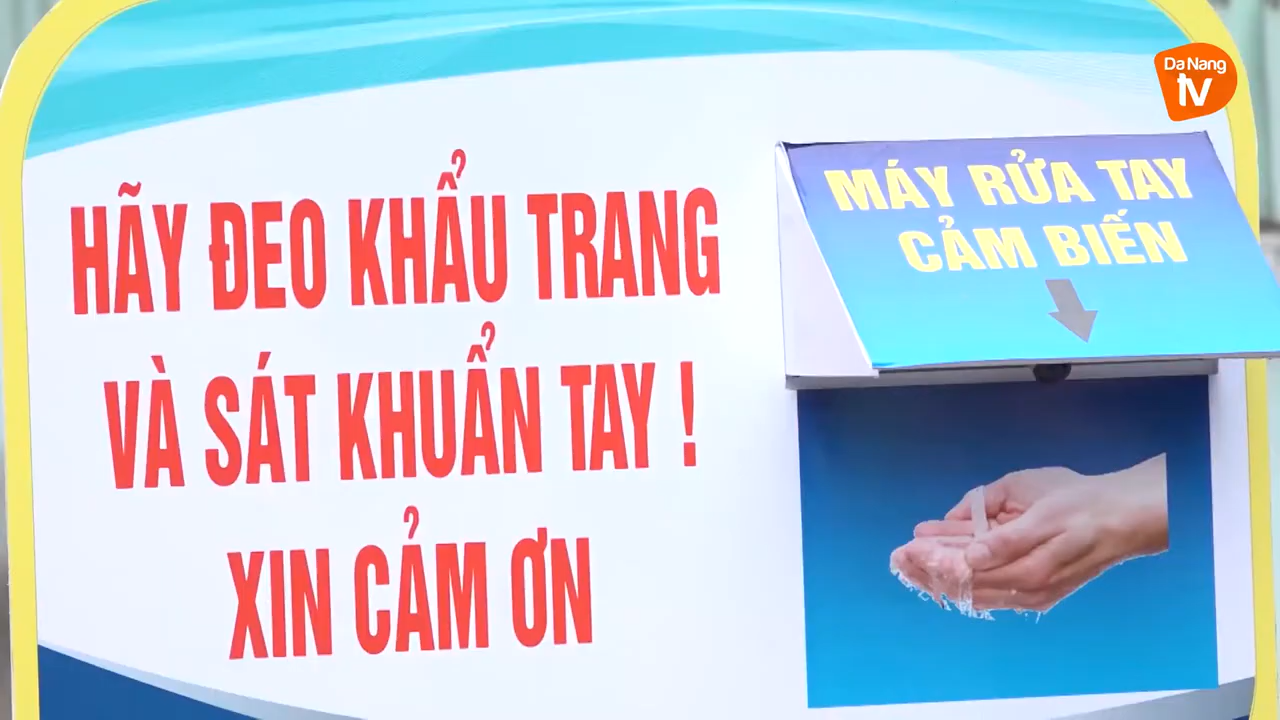 HÃY ĐEO KHẨU TRANG
VÀ SÁT KHUẨN TAY !
XIN CẢM ƠN
MÁY RỬA TAY
CẢM BIẾN
Da Nang
tv